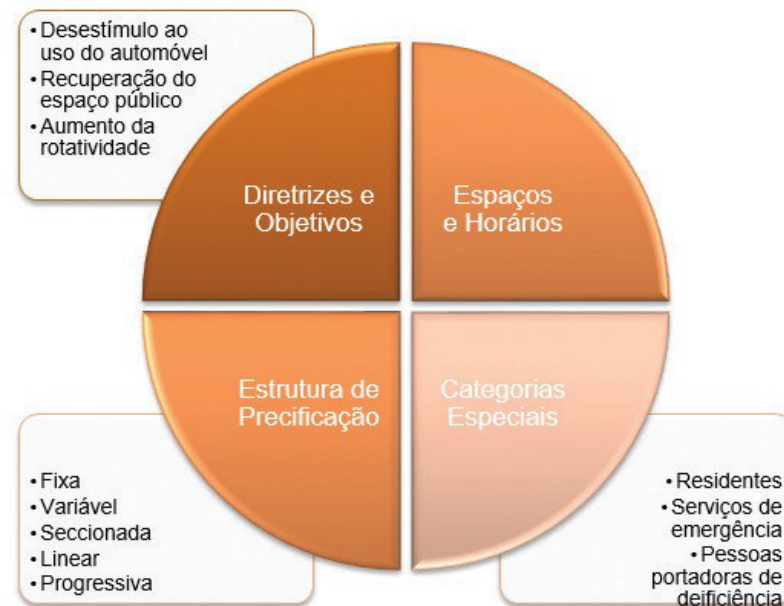 • Desestímulo ao
uso do automóvel
• Recuperação do
espaço público
• Aumento da
rotatividade
Diretrizes e
Objetivos
Espaços
e Horários
Estrutura de
Precificação
Categorias
Especiais
• Fixa
• Variável
• Seccionada
• Linear
• Progressiva
• Residentes
• Serviços de
emergência
• Pessoas
portadoras de
deificiência